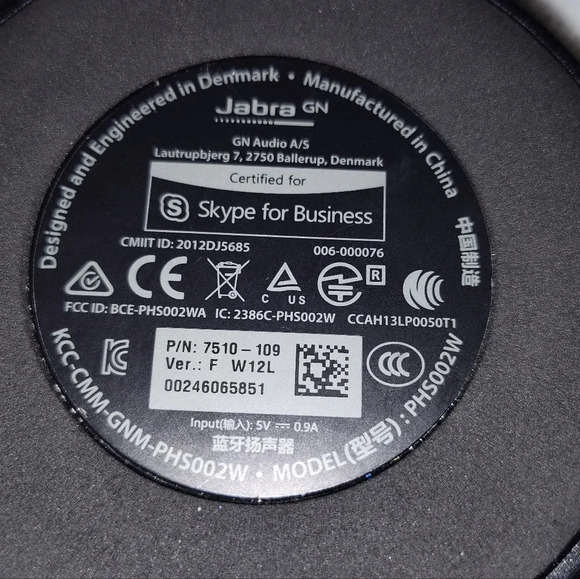 Designed and Engineered in Denmark • Manufactured in China
中国制造
Jabra GN
GN Audio A/S
Lautrupbjerg 7, 2750 Ballerup, Denmark
Certified for
S Skype for Business
CMIIT ID: 2012DJ5685
006-000076
CE
C US
R
FCC ID: BCE-PHS002WA IC: 2386C-PHS002W CCAH13LP0050T1
P/N: 7510-109
Ver.: F W12L
00246065851
CCC
Input(输入): 5V ⎓ 0.9A
蓝牙扬声器
KCC-CMM-GNM-PHS002W • MODEL(型号): PHS002W